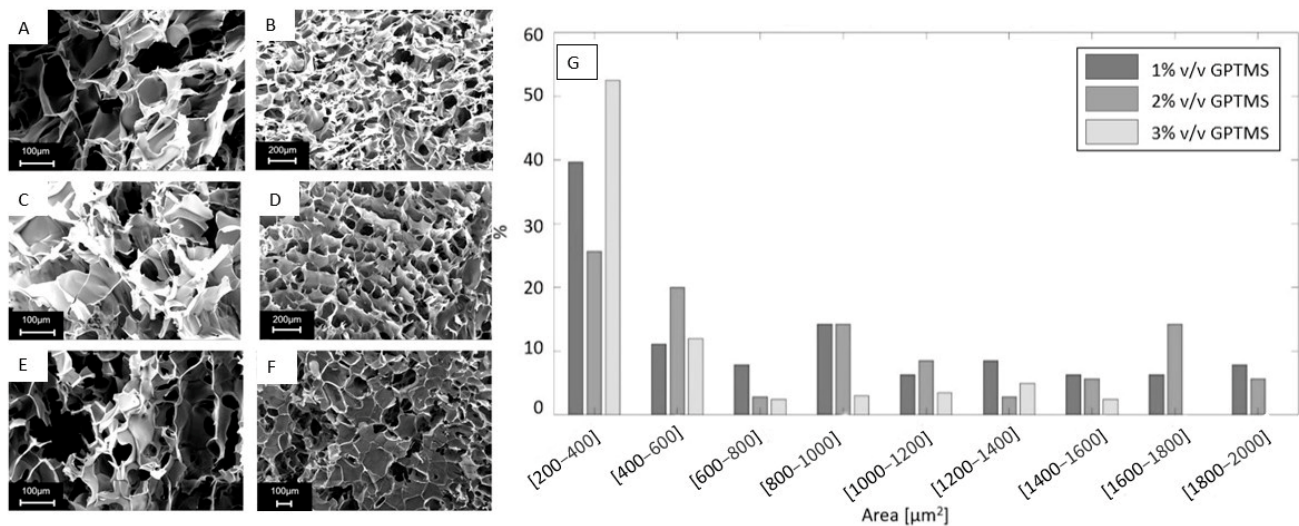 A
100µm
B
200µm
C
100µm
D
200µm
E
100µm
F
100µm
G
60
50
40
30
20
10
0
%
1% v/v GPTMS
2% v/v GPTMS
3% v/v GPTMS
[200–400]
[400–600]
[600–800]
[800–1000]
[1000–1200]
[1200–1400]
[1400–1600]
[1600–1800]
[1800–2000]
Area [µm²]